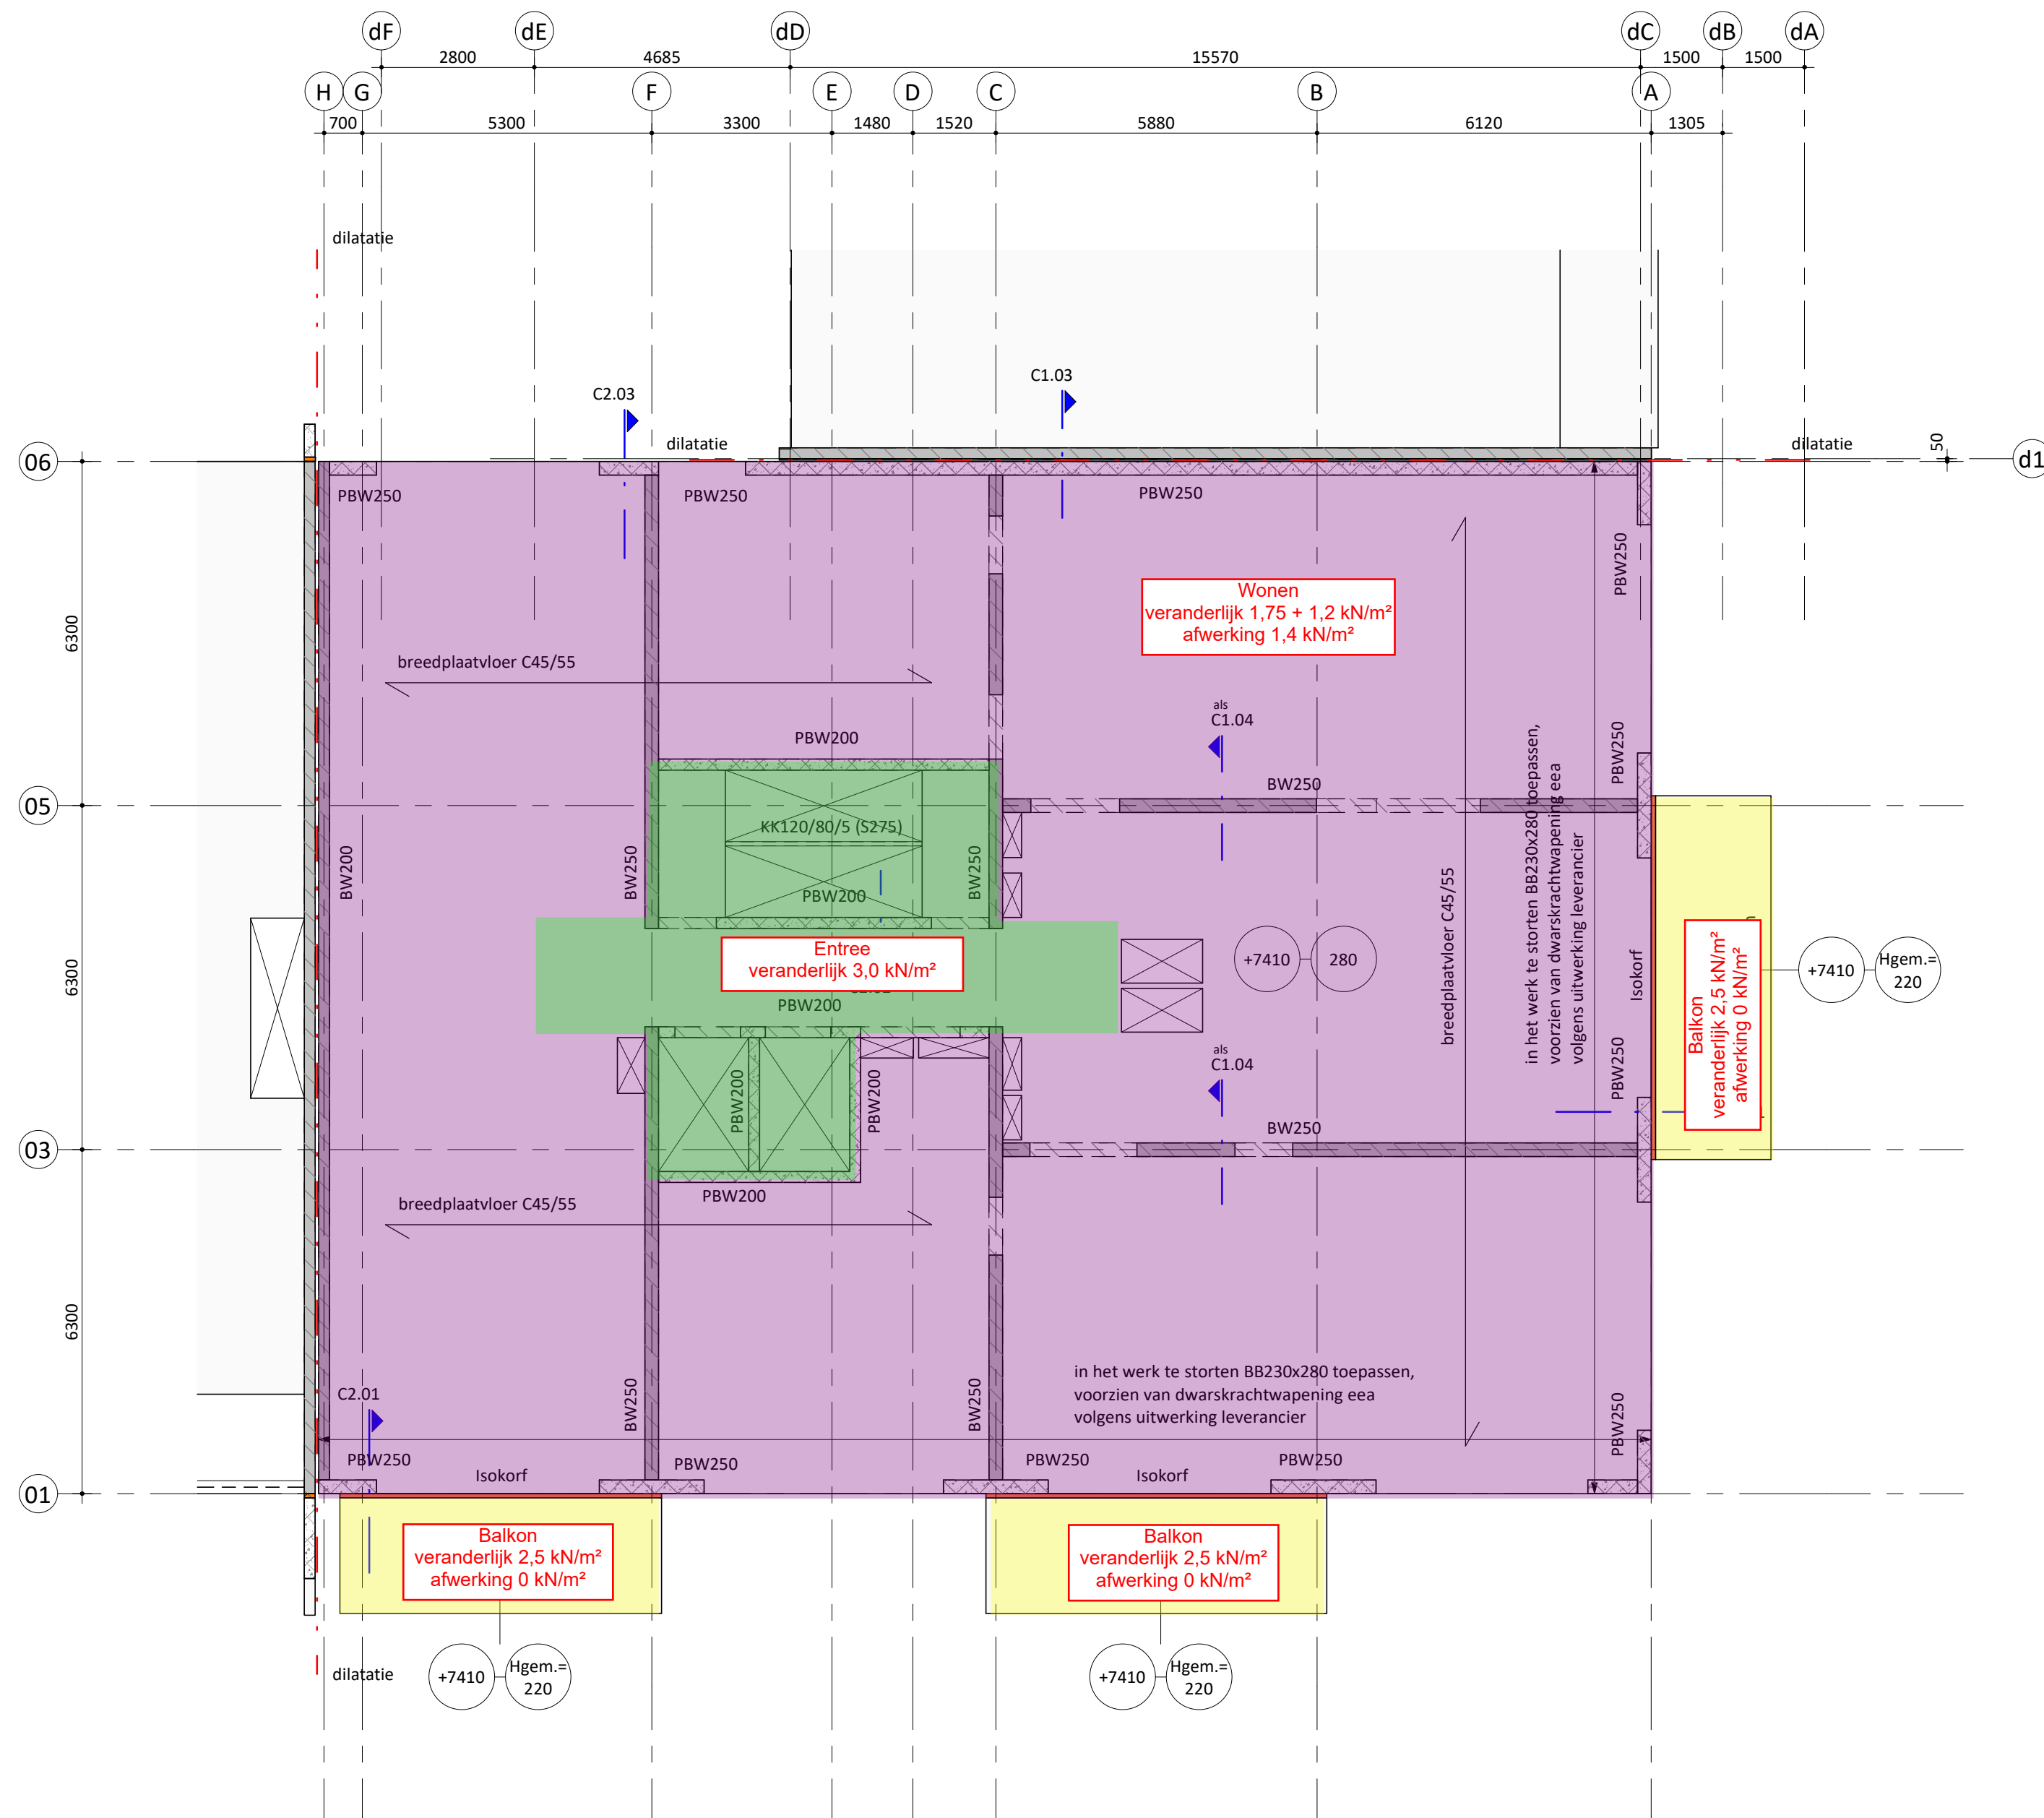 dF
dE
dD
dC
dB
dA
2800
4685
15570
1500
1500
H
G
F
E
D
C
B
A
700
5300
3300
1480
1520
5880
6120
1305
dilatatie
C2.03
C1.03
dilatatie
dilatatie
50
06
d1
PBW250
PBW250
PBW250
PBW250
6300
Wonen
veranderlijk 1,75 + 1,2 kN/m²
afwerking 1,4 kN/m²
breedplaatvloer C45/55
als
C1.04
PBW200
PBW250
BW250
05
KK120/80/5 (S275)
BW200
BW250
BW250
PBW200
in het werk te storten BB230x280 toepassen,
voorzien van dwarskrachtwapening eea
volgens uitwerking leverancier
breedplaatvloer C45/55
Entree
veranderlijk 3,0 kN/m²
+7410
280
Isokorf
6300
Balkon
veranderlijk 2,5 kN/m²
afwerking 0 kN/m²
+7410
Hgem.=
220
PBW200
als
C1.04
PBW200
PBW200
PBW250
BW250
03
PBW200
breedplaatvloer C45/55
6300
C2.01
BW250
BW250
in het werk te storten BB230x280 toepassen,
voorzien van dwarskrachtwapening eea
volgens uitwerking leverancier
PBW250
PBW250
PBW250
PBW250
PBW250
Isokorf
Isokorf
01
Balkon
veranderlijk 2,5 kN/m²
afwerking 0 kN/m²
Balkon
veranderlijk 2,5 kN/m²
afwerking 0 kN/m²
dilatatie
+7410
Hgem.=
220
+7410
Hgem.=
220